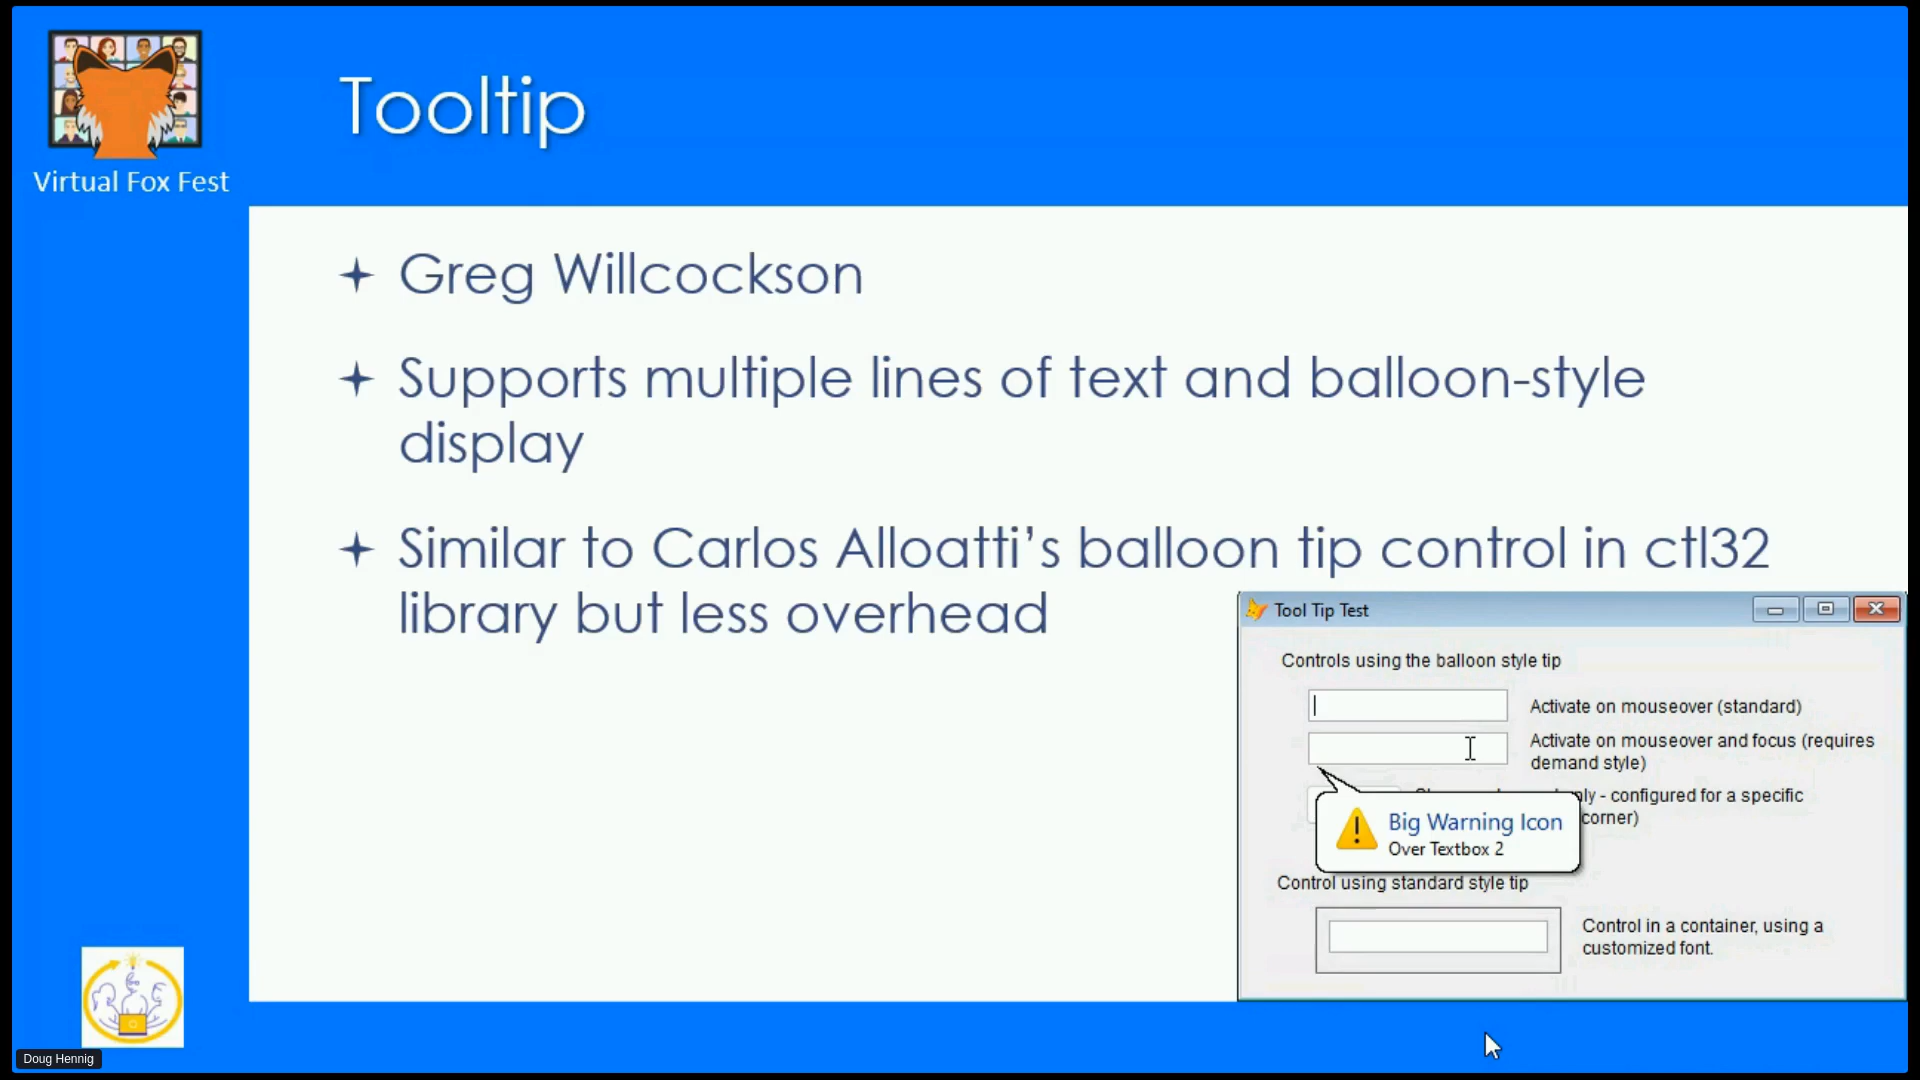 Tooltip
Virtual Fox Fest
Greg Willcockson
Supports multiple lines of text and balloon-style
display
Similar to Carlos Alloatti’s balloon tip control in ctl32
library but less overhead
Tool Tip Test
Controls using the balloon style tip
Activate on mouseover (standard)
Activate on mouseover and focus (requires
demand style)
- configured for a specific
corner)
Big Warning Icon
Over Textbox 2
Control using standard style tip
Control in a container, using a
customized font.
Doug Hennig